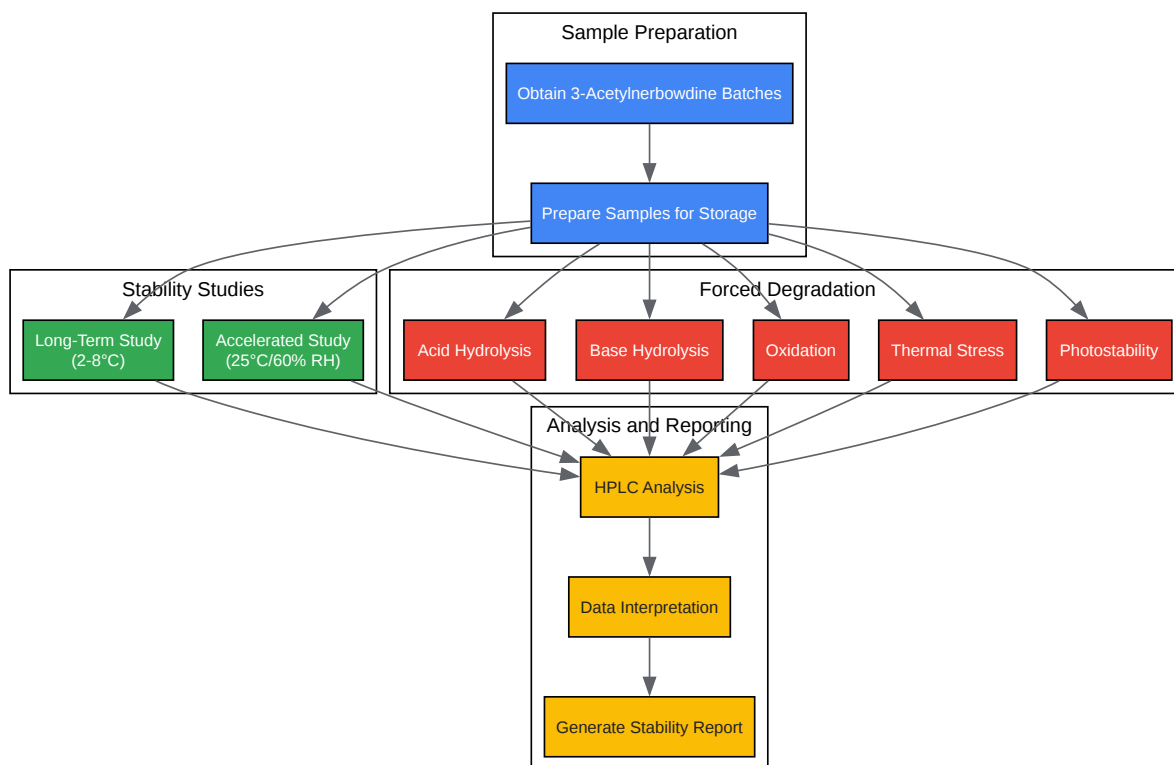 Sample Preparation
Obtain 3-Acetylnerbowdine Batches
Prepare Samples for Storage
Stability Studies
Long-Term Study
(2-8°C)
Accelerated Study
(25°C/60% RH)
Forced Degradation
Acid Hydrolysis
Base Hydrolysis
Oxidation
Thermal Stress
Photostability
Analysis and Reporting
HPLC Analysis
Data Interpretation
Generate Stability Report